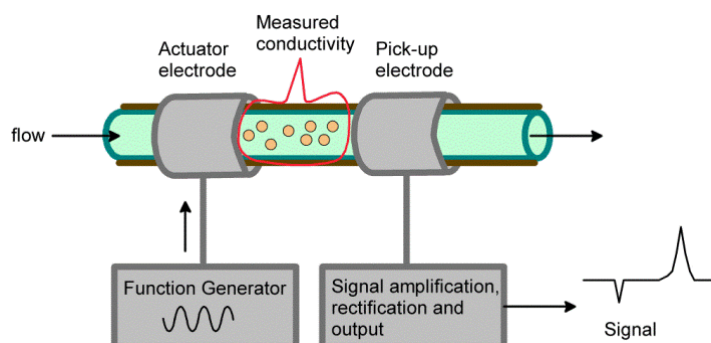 Measured
conductivity
Actuator
electrode
Pick-up
electrode
flow
Function Generator
Signal amplification,
rectification and
output
Signal